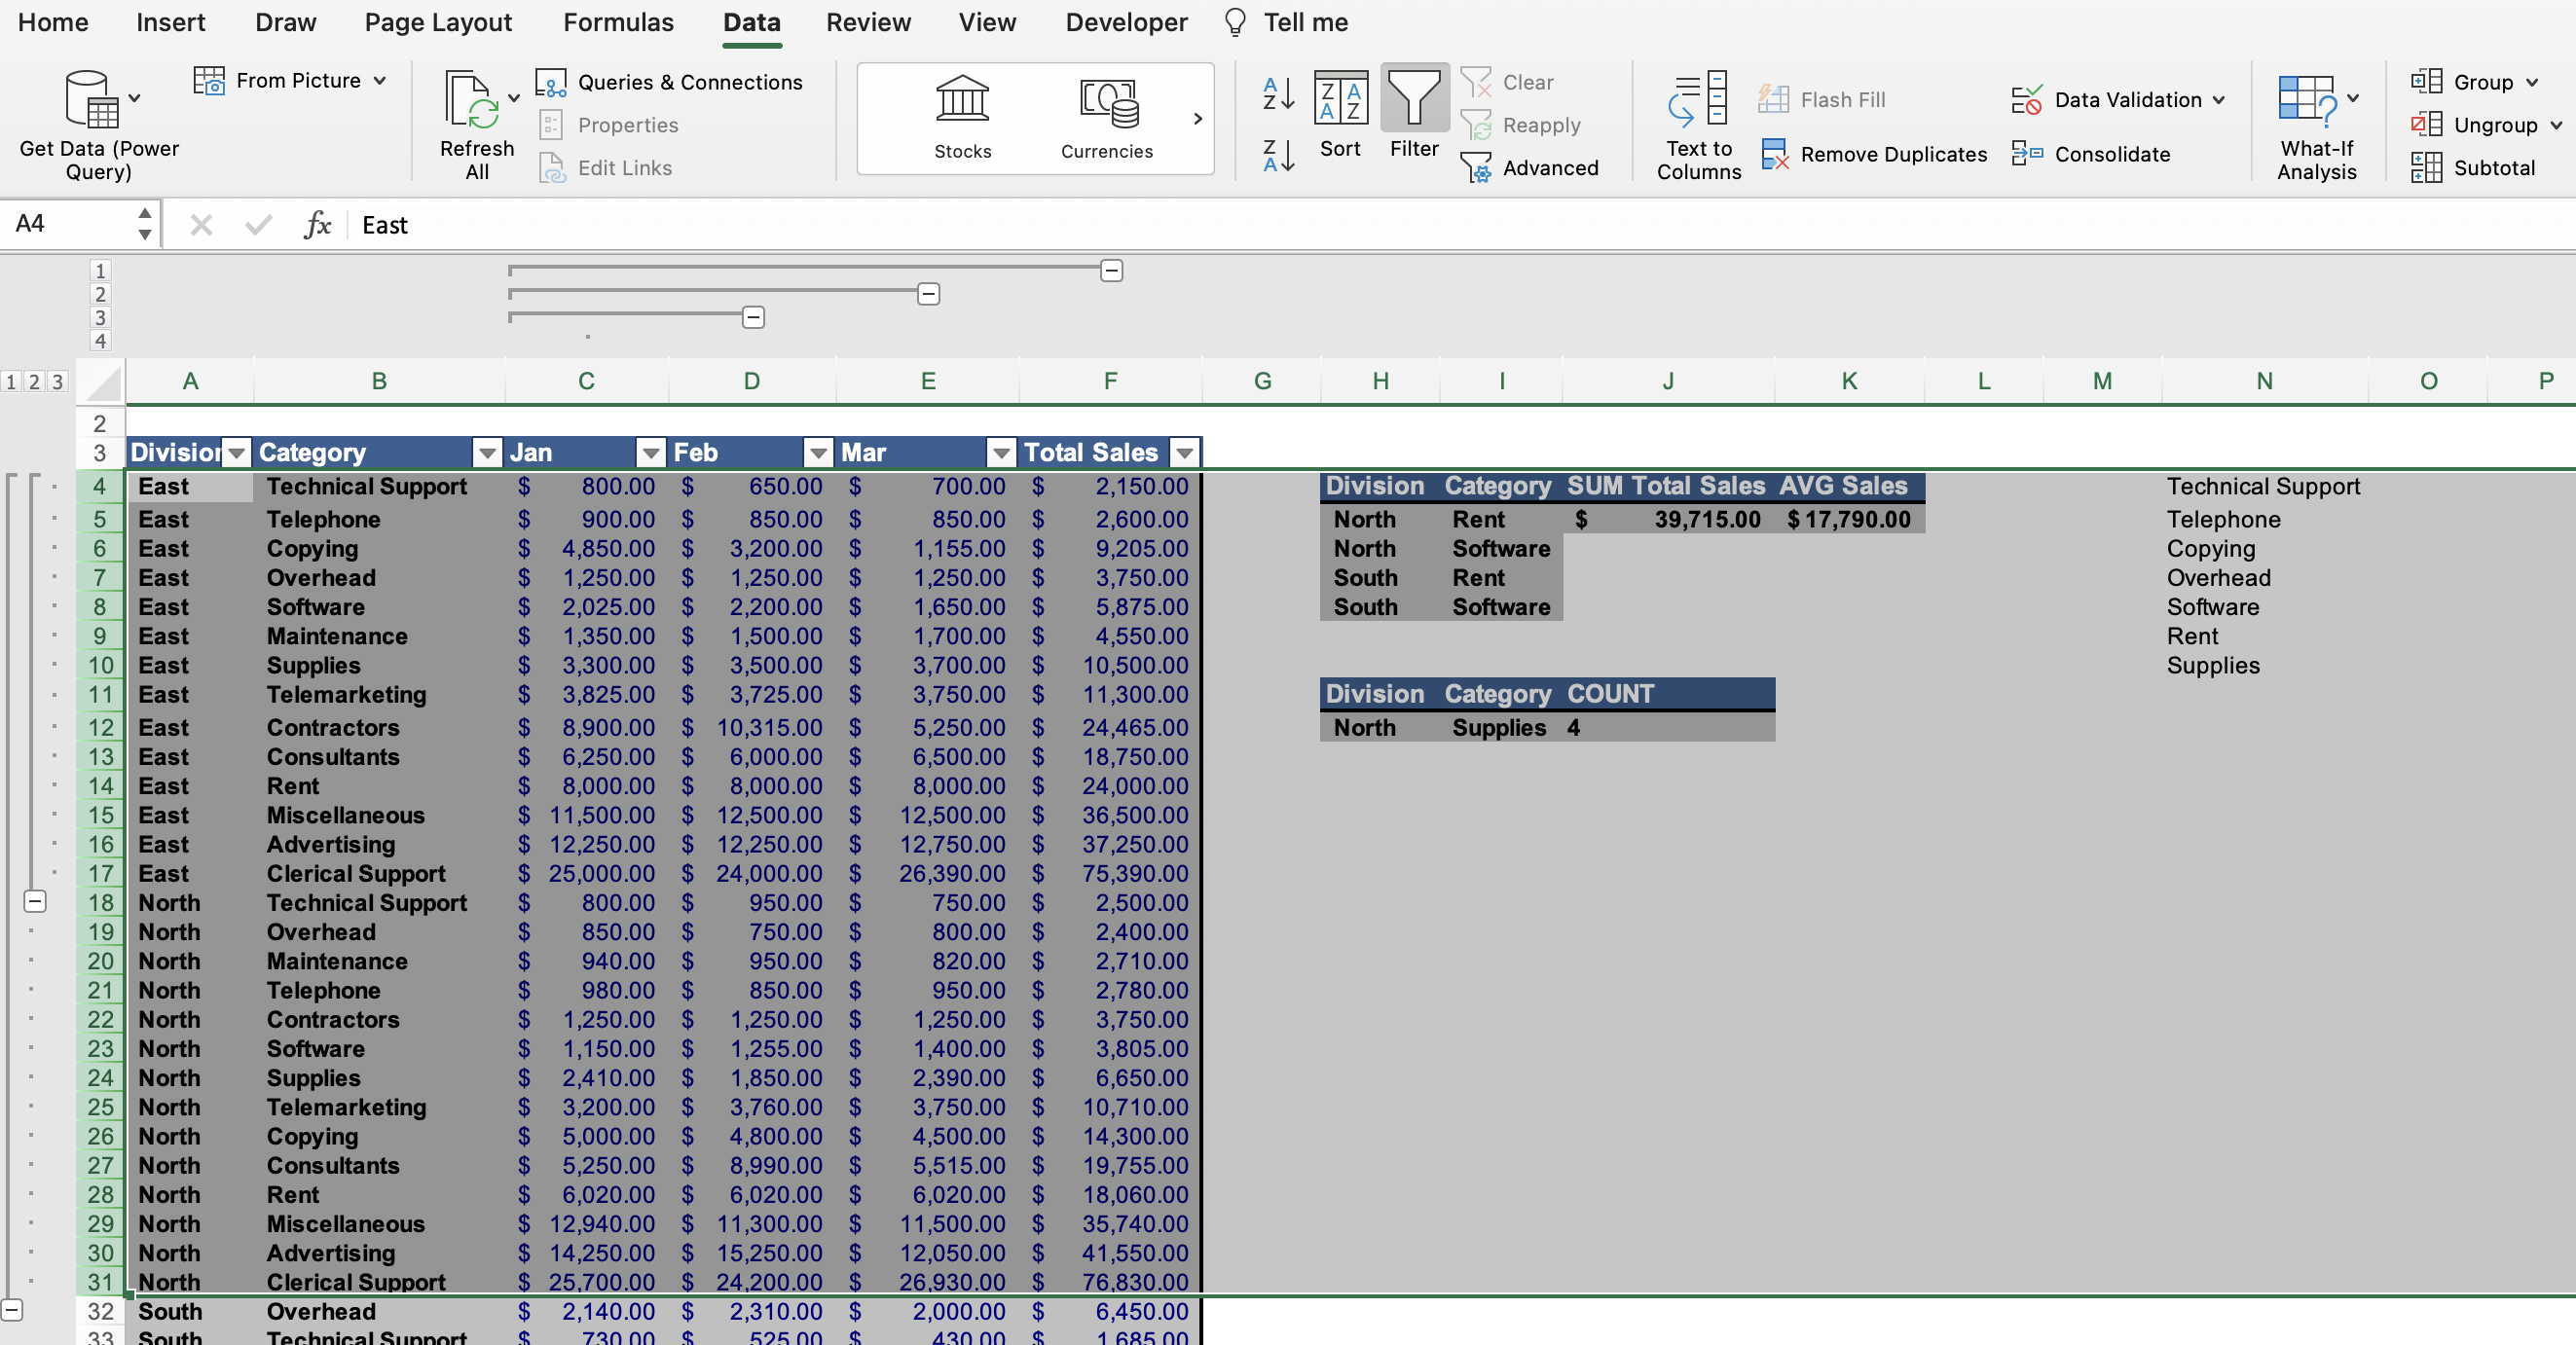 Home Insert Draw Page Layout Formulas Data Review View Developer Tell me
Get Data (Power Query)
From Picture
Refresh All
Queries & Connections
Properties
Edit Links
Stocks
Currencies
Sort
Filter
Clear
Reapply
Advanced
Text to Columns
Flash Fill
Remove Duplicates
Data Validation
Consolidate
What-If Analysis
Group
Ungroup
Subtotal
A4 fx East
1
2
3
4
1 2 3 A B C D E F G H I J K L M N O P
2
3 Division Category Jan Feb Mar Total Sales
4 East Technical Support $ 800.00 $ 650.00 $ 700.00 $ 2,150.00 Division Category SUM Total Sales AVG Sales Technical Support
5 East Telephone $ 900.00 $ 850.00 $ 850.00 $ 2,600.00 North Rent $ 39,715.00 $ 17,790.00 Telephone
6 East Copying $ 4,850.00 $ 3,200.00 $ 1,155.00 $ 9,205.00 North Software Copying
7 East Overhead $ 1,250.00 $ 1,250.00 $ 1,250.00 $ 3,750.00 South Rent Overhead
8 East Software $ 2,025.00 $ 2,200.00 $ 1,650.00 $ 5,875.00 South Software Software
9 East Maintenance $ 1,350.00 $ 1,500.00 $ 1,700.00 $ 4,550.00 Rent
10 East Supplies $ 3,300.00 $ 3,500.00 $ 3,700.00 $ 10,500.00 Supplies
11 East Telemarketing $ 3,825.00 $ 3,725.00 $ 3,750.00 $ 11,300.00 Division Category COUNT
12 East Contractors $ 8,900.00 $ 10,315.00 $ 5,250.00 $ 24,465.00 North Supplies 4
13 East Consultants $ 6,250.00 $ 6,000.00 $ 6,500.00 $ 18,750.00
14 East Rent $ 8,000.00 $ 8,000.00 $ 8,000.00 $ 24,000.00
15 East Miscellaneous $ 11,500.00 $ 12,500.00 $ 12,500.00 $ 36,500.00
16 East Advertising $ 12,250.00 $ 12,250.00 $ 12,750.00 $ 37,250.00
17 East Clerical Support $ 25,000.00 $ 24,000.00 $ 26,390.00 $ 75,390.00
18 North Technical Support $ 800.00 $ 950.00 $ 750.00 $ 2,500.00
19 North Overhead $ 850.00 $ 750.00 $ 800.00 $ 2,400.00
20 North Maintenance $ 940.00 $ 950.00 $ 820.00 $ 2,710.00
21 North Telephone $ 980.00 $ 850.00 $ 950.00 $ 2,780.00
22 North Contractors $ 1,250.00 $ 1,250.00 $ 1,250.00 $ 3,750.00
23 North Software $ 1,150.00 $ 1,255.00 $ 1,400.00 $ 3,805.00
24 North Supplies $ 2,410.00 $ 1,850.00 $ 2,390.00 $ 6,650.00
25 North Telemarketing $ 3,200.00 $ 3,760.00 $ 3,750.00 $ 10,710.00
26 North Copying $ 5,000.00 $ 4,800.00 $ 4,500.00 $ 14,300.00
27 North Consultants $ 5,250.00 $ 8,990.00 $ 5,515.00 $ 19,755.00
28 North Rent $ 6,020.00 $ 6,020.00 $ 6,020.00 $ 18,060.00
29 North Miscellaneous $ 12,940.00 $ 11,300.00 $ 11,500.00 $ 35,740.00
30 North Advertising $ 14,250.00 $ 15,250.00 $ 12,050.00 $ 41,550.00
31 North Clerical Support $ 25,700.00 $ 24,200.00 $ 26,930.00 $ 76,830.00
32 South Overhead $ 2,140.00 $ 2,310.00 $ 2,000.00 $ 6,450.00
33 South Technical Support $ 730.00 $ 525.00 $ 430.00 $ 1,685.00